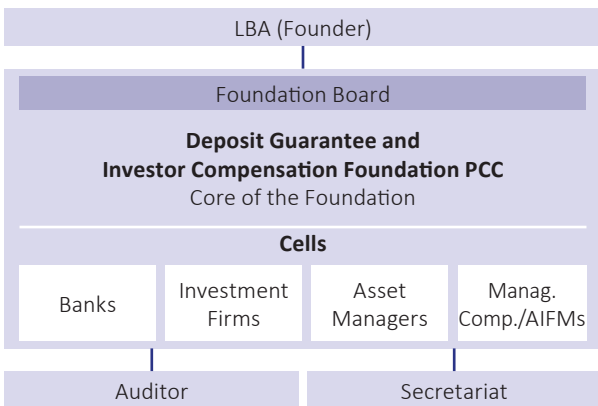 LBA (Founder)
Foundation Board
Deposit Guarantee and
Investor Compensation Foundation PCC
Core of the Foundation
Cells
Banks
Investment
Firms
Asset
Managers
Manag.
Comp./AIFMs
Auditor
Secretariat